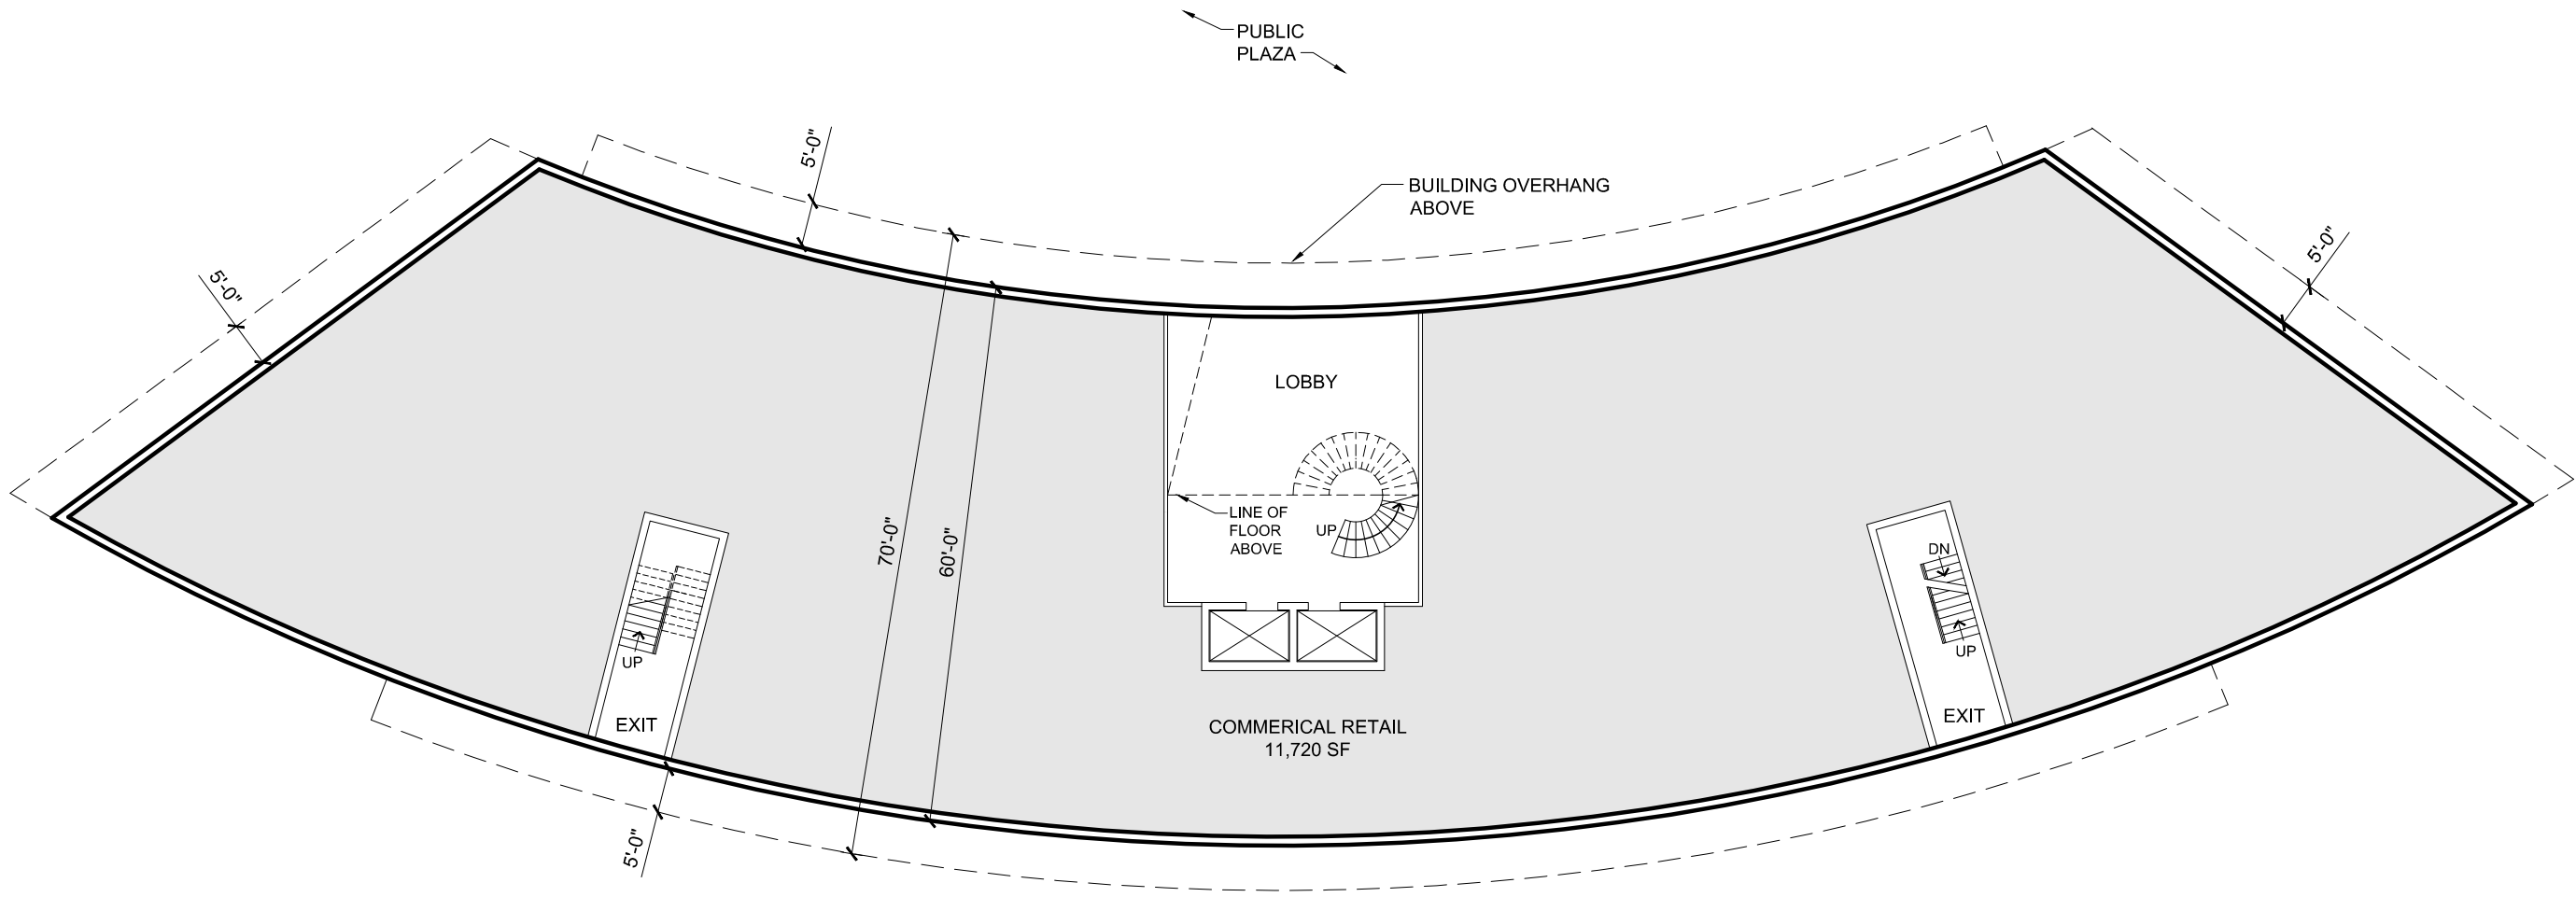 PUBLIC
PLAZA
5'-0"
BUILDING OVERHANG
ABOVE
5'-0"
5'-0"
LOBBY
LINE OF
FLOOR
ABOVE
UP
70'-0"
60'-0"
DN
UP
UP
EXIT
EXIT
COMMERICAL RETAIL
11,720 SF
5'-0"